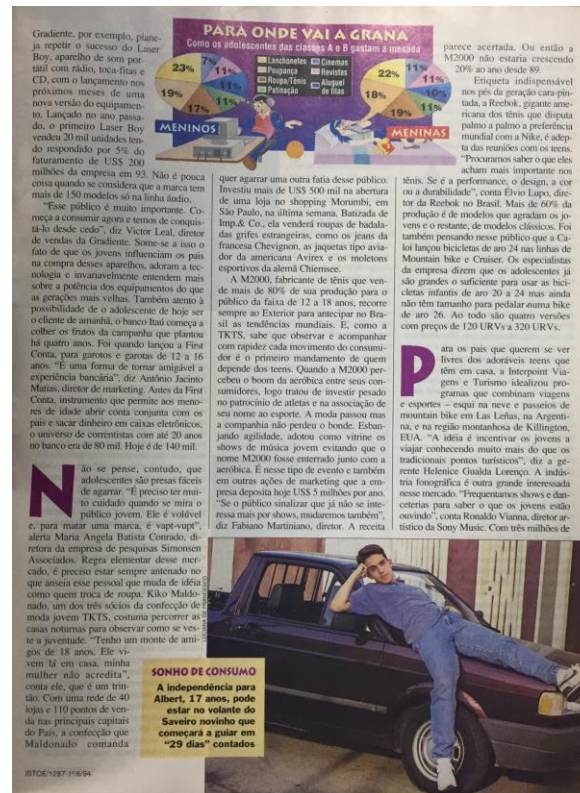 PARA ONDE VAI A GRANA
Como os adolescentes das classes A e B gastam a mesada
Lanchonetes
Poupança
Roupa/Tênis
Patinação
Cinemas
Revistas
Aluguel
de fitas
23%
7%
11%
11%
11%
17%
19%
MENINOS
22%
11%
11%
10%
11%
19%
18%
MENINAS
Gradiente, por exemplo, plane-
ja repetir o sucesso do Laser
Boy, aparelho de som por-
tátil com rádio, toca-fitas e
CD, com o lançamento nos
próximos meses de uma
nova versão do equipamen-
to. Lançado no ano passa-
do, o primeiro Laser Boy
vendeu 20 mil unidades ten-
do respondido por 5% do
faturamento de US$ 200
milhões da empresa em 93. Não é pouca
coisa quando se considera que a marca tem
mais de 150 modelos só na linha áudio.
“Esse público é muito importante. Co-
meça a consumir agora e temos de conquis-
tá-lo desde cedo”, diz Victor Leal, diretor
de vendas da Gradiente. Some-se a isso o
fato de que os jovens influenciam os pais
na compra desses aparelhos, adoram a tec-
nologia e invariavelmente entendem mais
sobre a potência dos equipamentos do que
as gerações mais velhas. Também atento à
possibilidade de o adolescente de hoje ser
o cliente de amanhã, o banco Itaú começa a
colher os frutos da campanha que plantou
há quatro anos. Foi quando lançou a First
Conta, para garotos e garotas de 12 a 16
anos. “É uma forma de tornar amigável a
experiência bancária”, diz Antônio Jacinto
Matias, diretor de marketing. Antes da First
Conta, instrumento que permite aos meno-
res de idade abrir conta conjunta com os
pais e sacar dinheiro em caixas eletrônicos,
o universo de correntistas com até 20 anos
no banco era de 80 mil. Hoje é de 140 mil.
Não se pense, contudo, que
adolescentes são presas fáceis
de agarrar. “É preciso ter mui-
to cuidado quando se mira o
público jovem. Ele é volúvel
e, para matar uma marca, é vapt-vupt”,
alerta Maria Angela Batista Conrado, di-
retora da empresa de pesquisas Simonsen
Associados. Regra elementar desse mer-
cado, é preciso estar sempre antenado no
que anseia esse pessoal que muda de idéia
como quem troca de roupa. Kiko Maldo-
nado, um dos três sócios da confecção de
moda jovem TKTS, costuma percorrer as
casas noturnas para observar como se ves-
te a juventude. “Tenho um monte de ami-
gos de 18 anos. Ele vi-
vem lá em casa, minha
mulher não acredita”,
conta ele, que é um trin-
tão. Com uma rede de 40
lojas e 110 pontos de ven-
da nas principais capitais
do País, a confecção que
Maldonado comanda
quer agarrar uma outra fatia desse público.
Investiu mais de US$ 500 mil na abertura
de uma loja no shopping Morumbi, em
São Paulo, na última semana. Batizada de
Imp.& Co., ela venderá roupas de badala-
das grifes estrangeiras, como os jeans da
francesa Chevignon, as jaquetas tipo avia-
dor da americana Avirex e os moletons
esportivos da alemã Chiemsee.
A M2000, fabricante de tênis que ven-
de mais de 80% de sua produção para o
público da faixa de 12 a 18 anos, recorre
sempre ao Exterior para antecipar no Bra-
sil as tendências mundiais. E, como a
TKTS, sabe que observar e acompanhar
com rapidez cada movimento do consumi-
dor é o primeiro mandamento de quem
depende dos teens. Quando a M2000 per-
cebeu o boom da aeróbica entre seus con-
sumidores, logo tratou de investir pesado
no patrocínio de atletas e na associação de
seu nome ao esporte. A moda passou mas
a companhia não perdeu o bonde. Esban-
jando agilidade, adotou como vitrine os
shows de música jovem evitando que o
nome M2000 fosse enterrado junto com a
aeróbica. É nesse tipo de evento e também
em outras ações de marketing que a em-
presa deposita hoje US$ 5 milhões por ano.
“Se o público sinalizar que já não se inte-
ressa mais por shows, mudaremos também”,
diz Fabiano Martiniano, diretor. A receita
parece acertada. Ou então a
M2000 não estaria crescendo
20% ao ano desde 89.
Etiqueta indispensável
nos pés da geração cara-pin-
tada, a Reebok, gigante ame-
ricana dos tênis que disputa
palmo a palmo a preferência
mundial com a Nike, é adep-
ta das reuniões com os teens.
“Procuramos saber o que eles
acham mais importante nos
tênis. Se é a performance, o design, a cor
ou a durabilidade”, conta Élvio Lupo, dire-
tor da Reebok no Brasil. Mais de 60% da
produção é de modelos que agradam os jo-
vens e o restante, de modelos clássicos. Foi
também pensando nesse público que a Ca-
loi lançou bicicletas de aro 24 nas linhas de
Mountain bike e Cruiser. Os especialistas
da empresa dizem que os adolescentes já
são grandes o suficiente para usar as bici-
cletas infantis de aro 20 a 24 mas ainda
não têm tamanho para pedalar numa bike
de aro 26. Ao todo são quatro versões
com preços de 120 URVs a 320 URVs.
Para os pais que querem se ver
livres dos adoráveis teens que
têm em casa, a Interpoint Via-
gens e Turismo idealizou pro-
gramas que combinam viagens
e esportes – esqui na neve e passeios de
mountain bike em Las Leñas, na Argenti-
na, e na região montanhosa de Killington,
EUA. “A idéia é incentivar os jovens a
viajar conhecendo muito mais do que os
tradicionais pontos turísticos”, diz a ge-
rente Helenice Gualda Lorenço. A indús-
tria fonográfica é outra grande interessada
nesse mercado. “Frequentamos shows e dan-
ceterias para saber o que os jovens estão
ouvindo”, conta Ronaldo Vianna, diretor ar-
tístico da Sony Music. Com três milhões de
SONHO DE CONSUMO
A independência para
Albert, 17 anos, pode
estar no volante do
Saveiro novinho que
começará a guiar em
“29 dias” contados
ISTOÉ/1287-1º/6/94